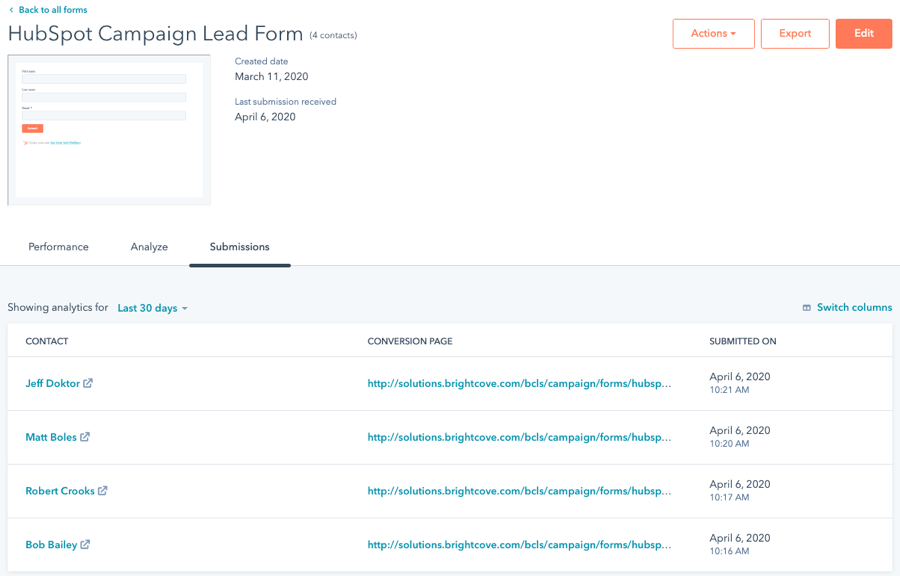 Back to all forms
HubSpot Campaign Lead Form (4 contacts)
Actions
Export
Edit
First name
Last name
Email *
Submit
Created date
March 11, 2020
Last submission received
April 6, 2020
Performance
Analyze
Submissions
Showing analytics for Last 30 days
Switch columns
CONTACT CONVERSION PAGE SUBMITTED ON
Jeff Doktor http://solutions.brightcove.com/bcls/campaign/forms/hubsp... April 6, 2020
10:21 AM
Matt Boles http://solutions.brightcove.com/bcls/campaign/forms/hubsp... April 6, 2020
10:20 AM
Robert Crooks http://solutions.brightcove.com/bcls/campaign/forms/hubsp... April 6, 2020
10:17 AM
Bob Bailey http://solutions.brightcove.com/bcls/campaign/forms/hubsp... April 6, 2020
10:16 AM